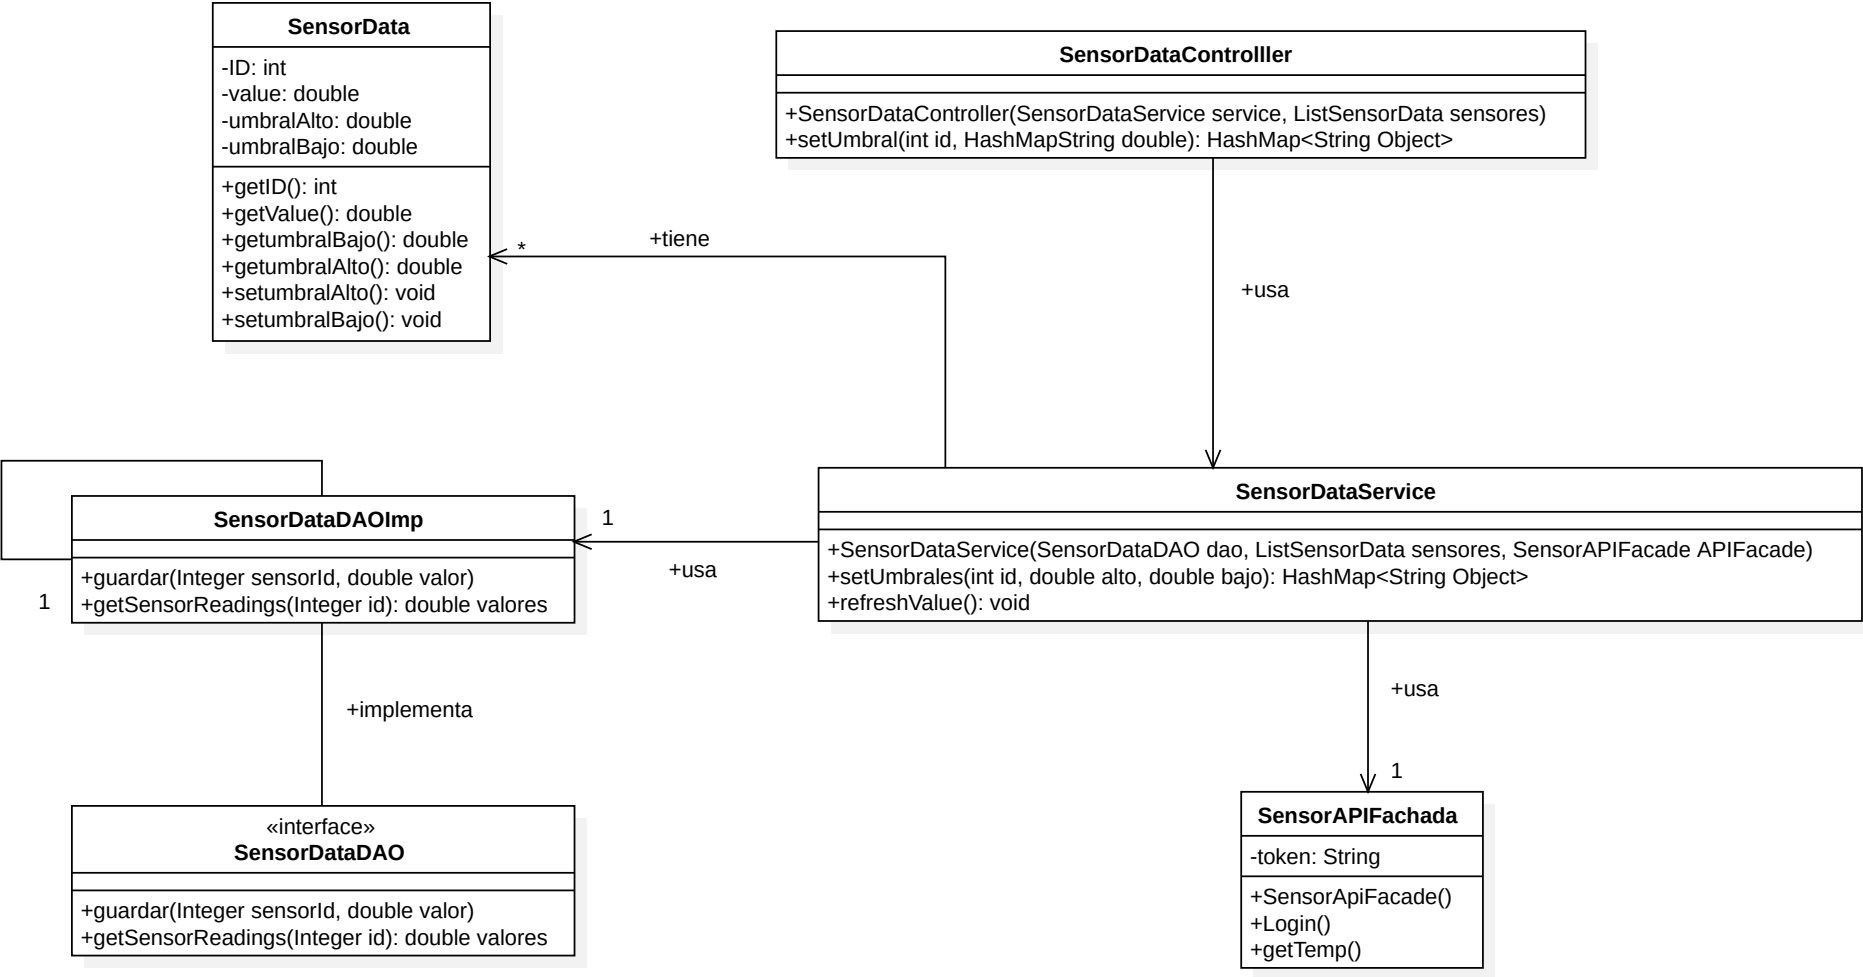 SensorData
-ID: int
-value: double
-umbralAlto: double
-umbralBajo: double
+getID(): int
+getValue(): double
+getumbralBajo(): double
+getumbralAlto(): double
+setumbralAlto(): void
+setumbralBajo(): void
SensorDataControlller
+SensorDataController(SensorDataService service, ListSensorData sensores)
+setUmbral(int id, HashMapString double): HashMap<String Object>
*
+tiene
+usa
SensorDataDAOImp
+guardar(Integer sensorId, double valor)
+getSensorReadings(Integer id): double valores
1
1
+usa
SensorDataService
+SensorDataService(SensorDataDAO dao, ListSensorData sensores, SensorAPIFacade APIFacade)
+setUmbrales(int id, double alto, double bajo): HashMap<String Object>
+refreshValue(): void
+implementa
+usa
1
«interface»
SensorDataDAO
+guardar(Integer sensorId, double valor)
+getSensorReadings(Integer id): double valores
SensorAPIFachada
-token: String
+SensorApiFacade()
+Login()
+getTemp()